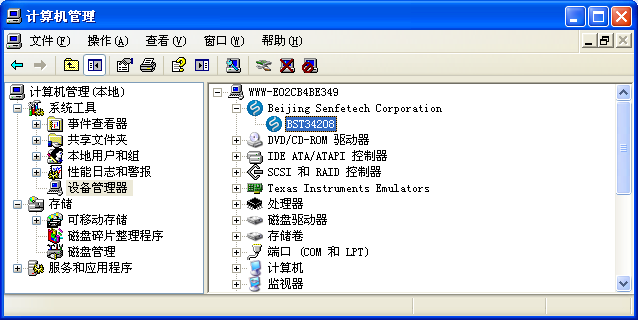 计算机管理
文件(F) 操作(A) 查看(V) 窗口(W) 帮助(H)
计算机管理(本地)
系统工具
事件查看器
共享文件夹
本地用户和组
性能日志和警报
设备管理器
存储
可移动存储
磁盘碎片整理程序
磁盘管理
服务和应用程序
WWW-E02CB4BE349
Beijing Senfetech Corporation
BST34208
DVD/CD-ROM 驱动器
IDE ATA/ATAPI 控制器
SCSI 和 RAID 控制器
Texas Instruments Emulators
处理器
磁盘驱动器
存储卷
端口 (COM 和 LPT)
计算机
监视器